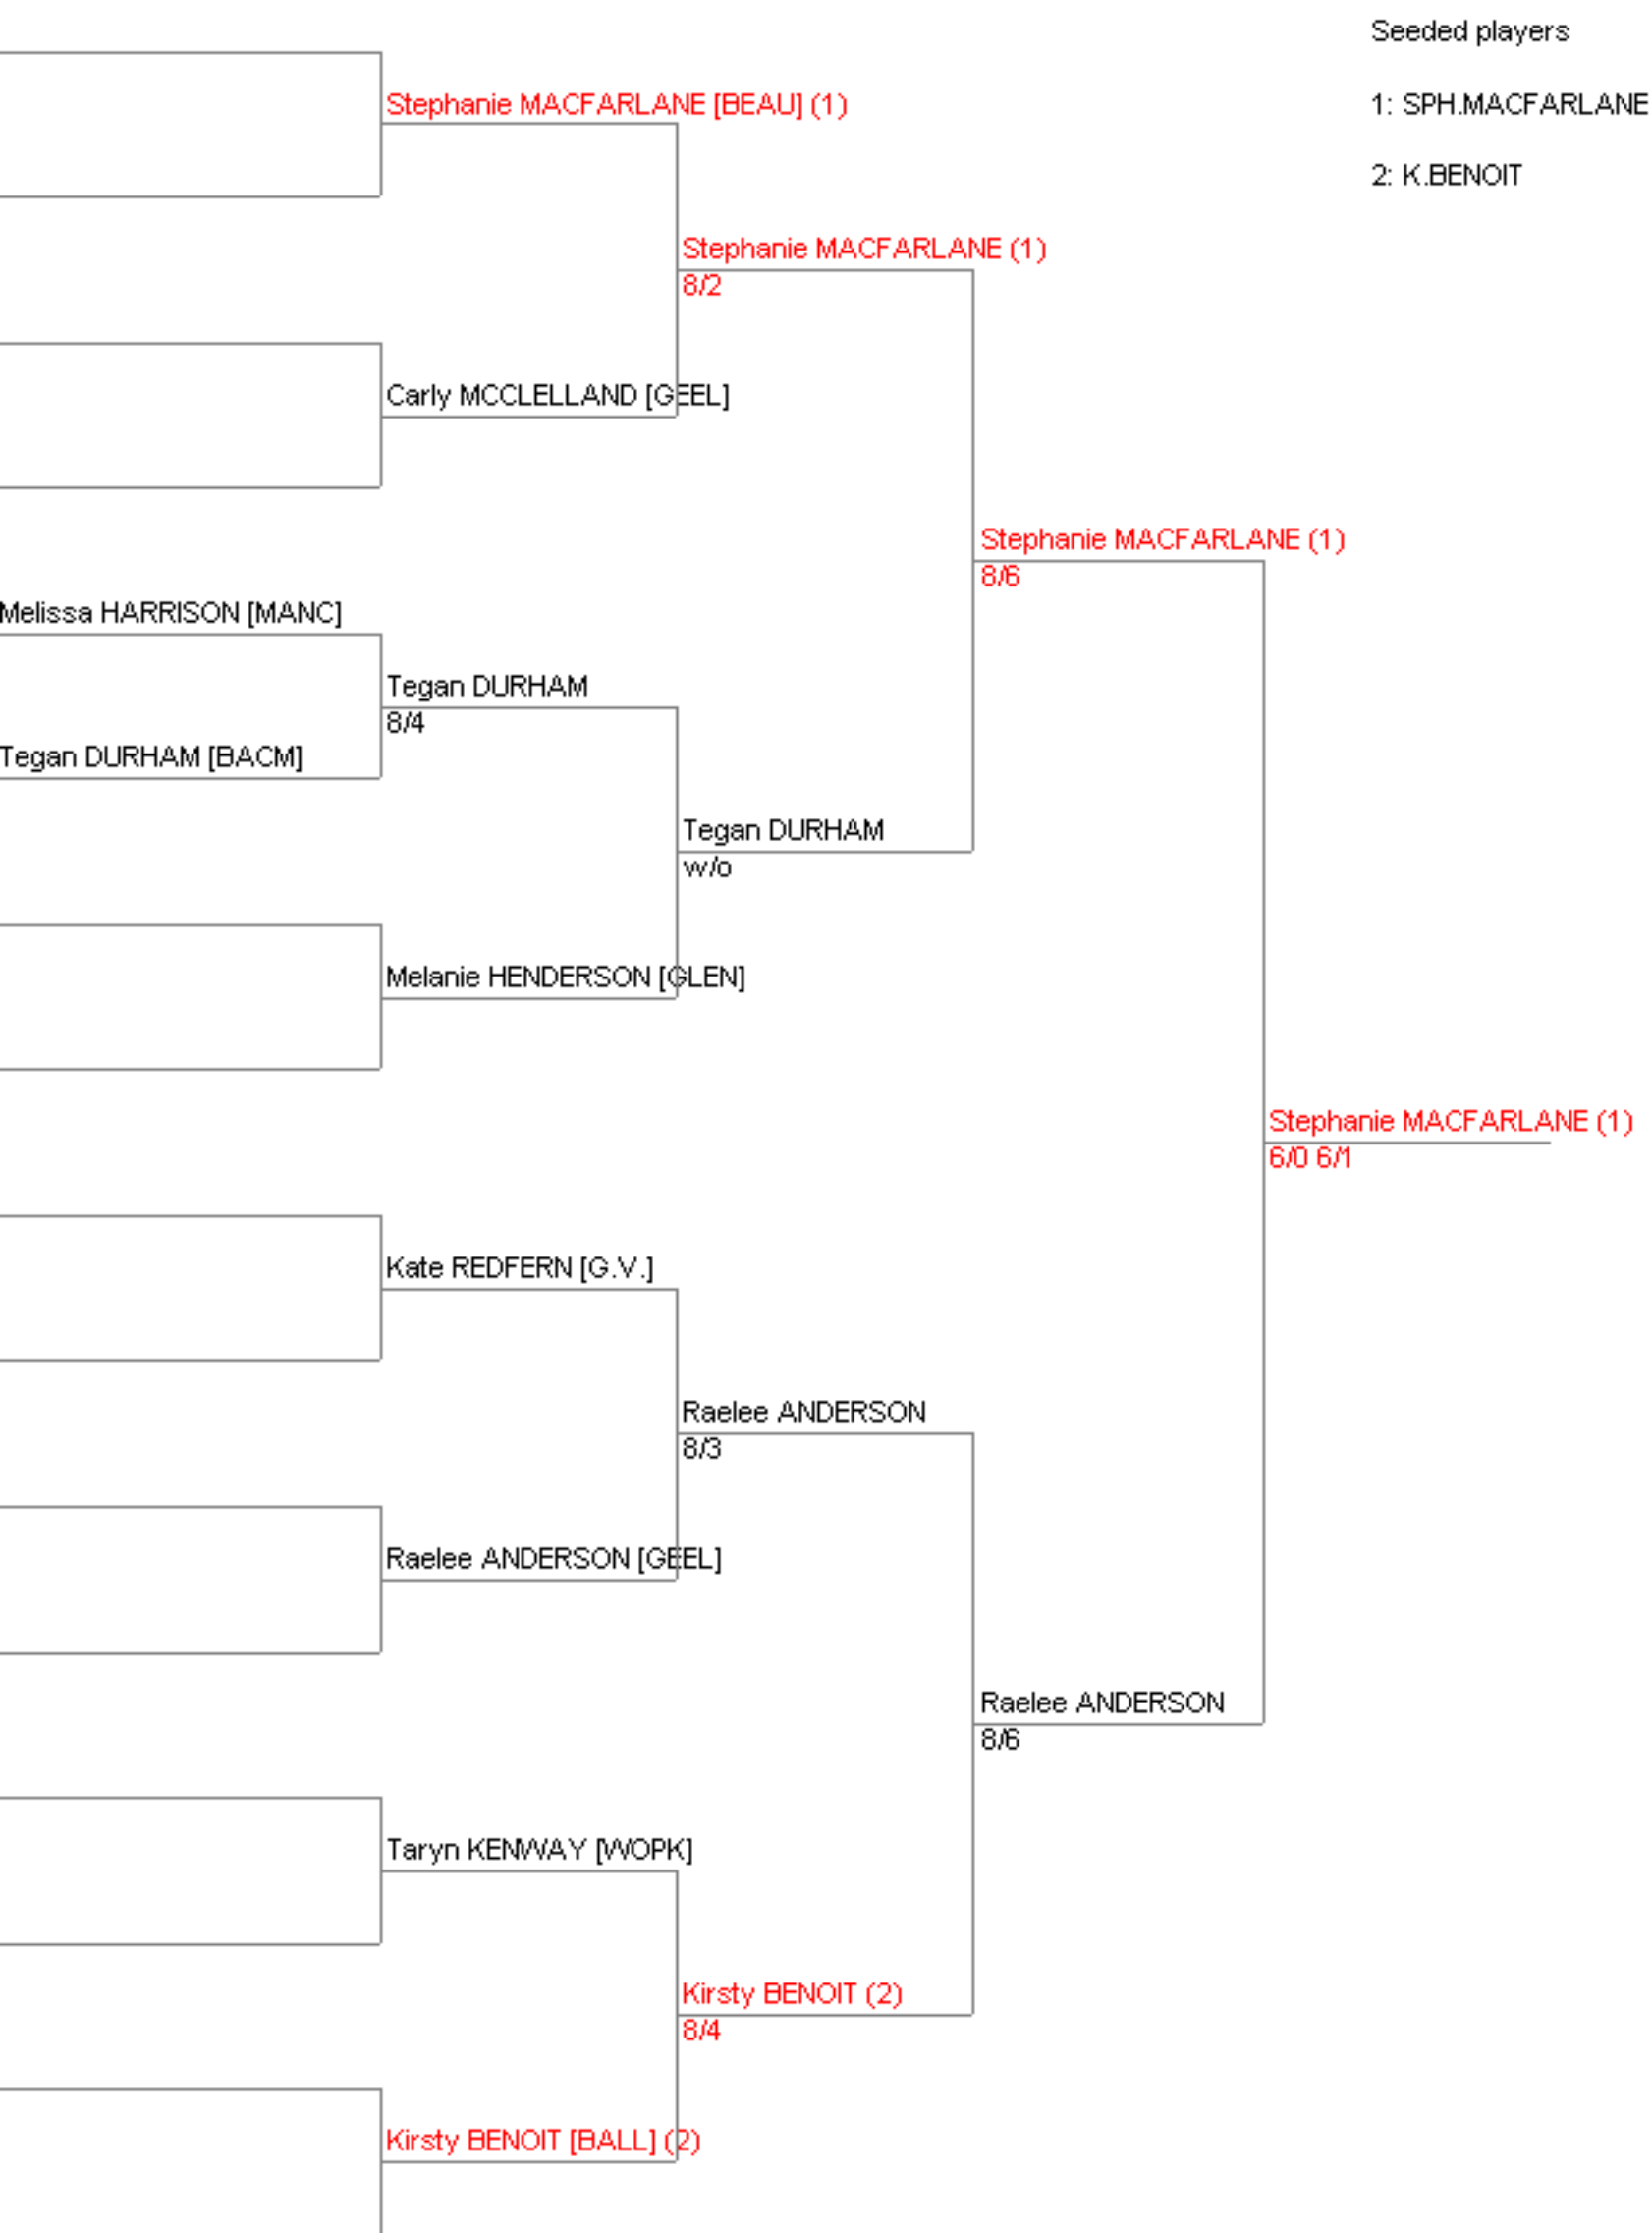 Seeded players
Stephanie MACFARLANE [BEAU] (1)
1: SPH.MACFARLANE
2: K.BENOIT
Stephanie MACFARLANE (1)
8/2
Carly MCCLELLAND [GEEL]
Stephanie MACFARLANE (1)
8/6
Melissa HARRISON [MANC]
Tegan DURHAM
8/4
Tegan DURHAM [BACM]
Tegan DURHAM
w/o
Melanie HENDERSON [GLEN]
Stephanie MACFARLANE (1)
6/0 6/1
Kate REDFERN [G.V.]
Raelee ANDERSON
8/3
Raelee ANDERSON [GEEL]
Raelee ANDERSON
8/6
Taryn KENWAY [WOPK]
Kirsty BENOIT (2)
8/4
Kirsty BENOIT [BALL] (2)